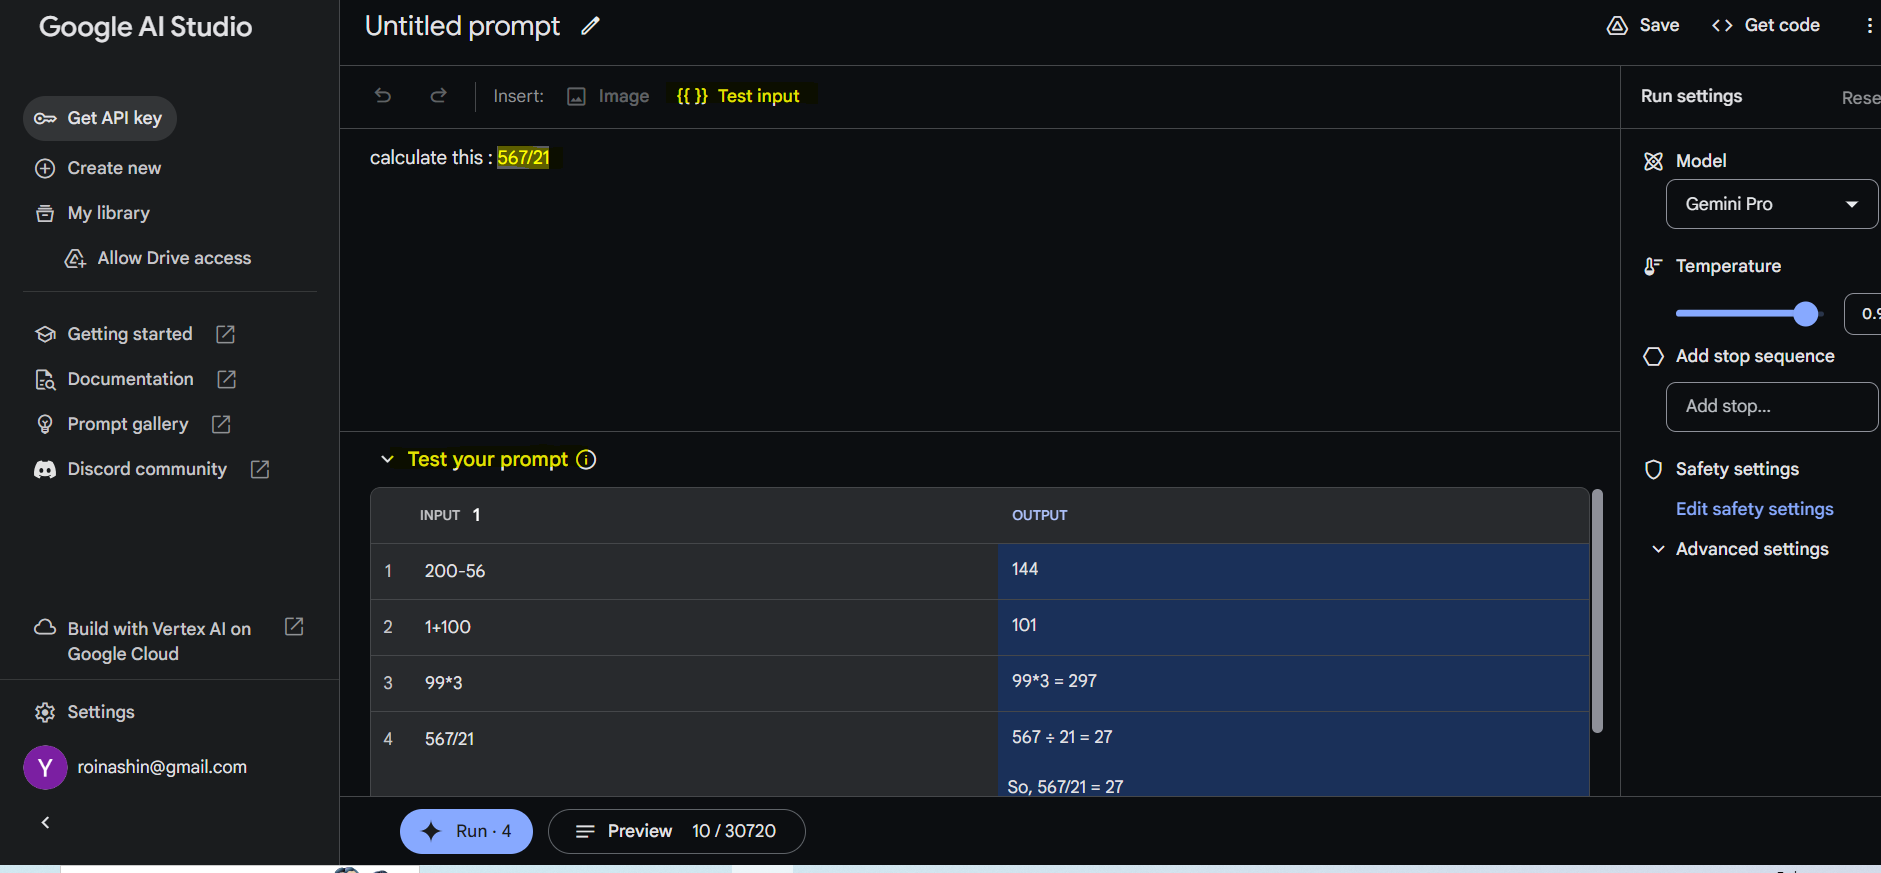 Google AI Studio
Get API key
Create new
My library
Allow Drive access
Getting started
Documentation
Prompt gallery
Discord community
Build with Vertex AI on
Google Cloud
Settings
Y
roinashin@gmail.com
Untitled prompt
Save
Get code
Insert:
Image
{{ }} Test input
calculate this : 567/21
Test your prompt
INPUT 1 OUTPUT
1 200-56 144
2 1+100 101
3 99*3 99*3 = 297
4 567/21 567 ÷ 21 = 27
So, 567/21 = 27
Run · 4
Preview 10 / 30720
Run settings
Rese
Model
Gemini Pro
Temperature
0.9
Add stop sequence
Add stop...
Safety settings
Edit safety settings
Advanced settings